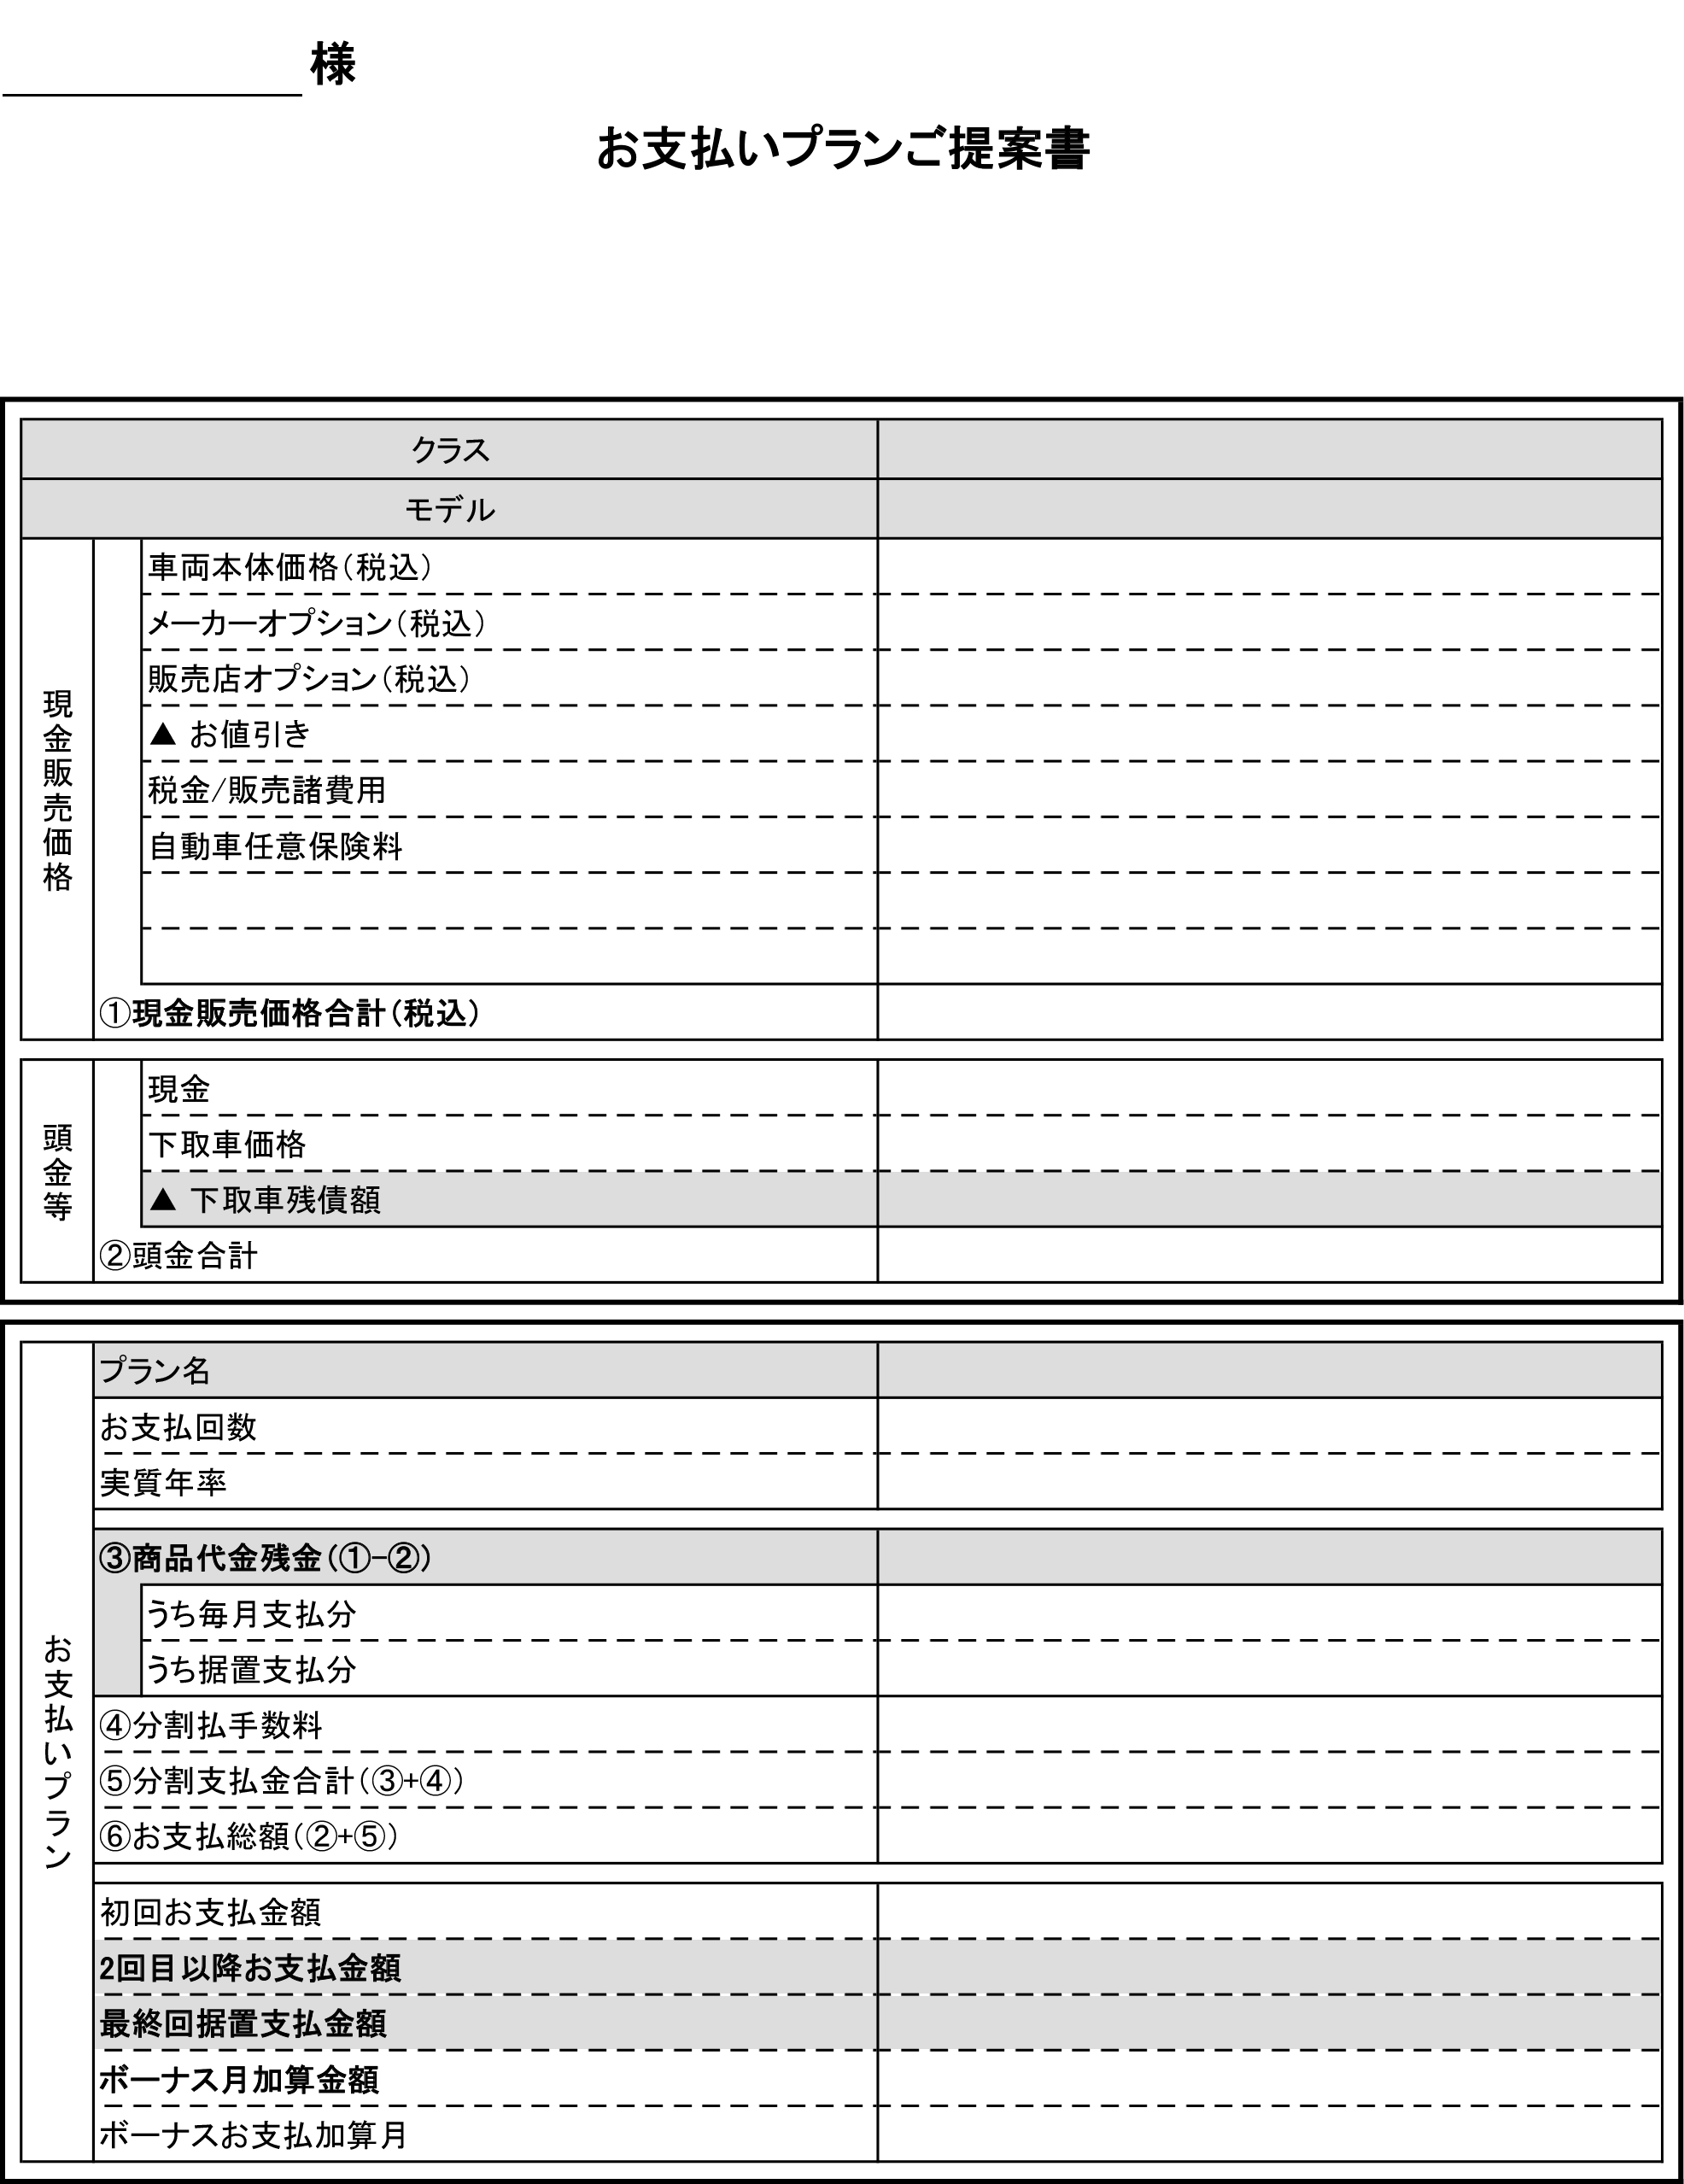 様
お支払いプランご提案書
クラス
モデル
現金販売価格
車両本体価格(税込)
メーカーオプション(税込)
販売店オプション(税込)
▲ お値引き
税金/販売諸費用
自動車任意保険料
①現金販売価格合計(税込)
頭金等
現金
下取車価格
▲ 下取車残債額
②頭金合計
お支払いプラン
プラン名
お支払回数
実質年率
③商品代金残金(①-②)
うち毎月支払分
うち据置支払分
④分割払手数料
⑤分割支払金合計(③+④)
⑥お支払総額(②+⑤)
初回お支払金額
2回目以降お支払金額
最終回据置支払金額
ボーナス月加算金額
ボーナスお支払加算月